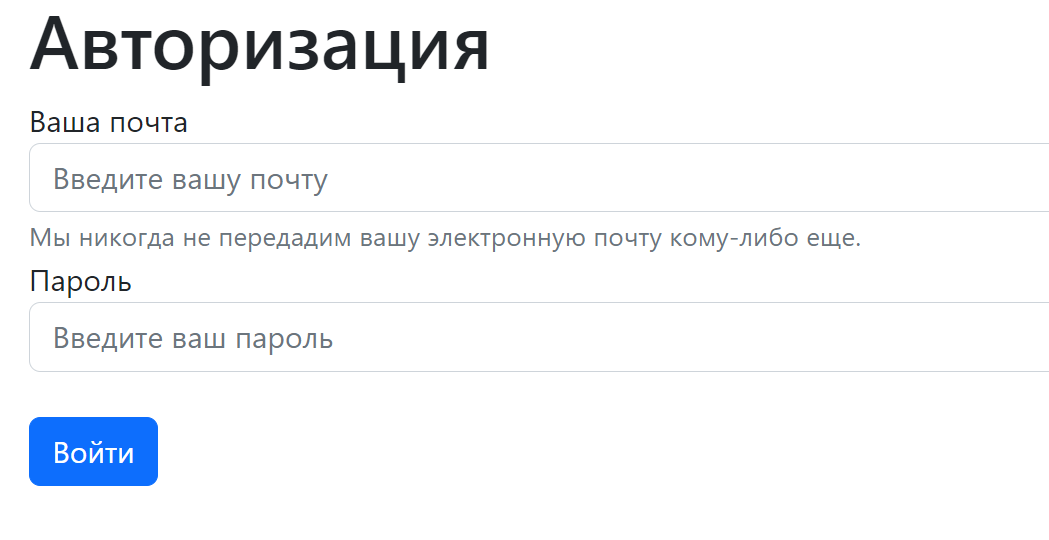 Авторизация
Ваша почта
Введите вашу почту
Мы никогда не передадим вашу электронную почту кому-либо еще.
Пароль
Введите ваш пароль
Войти